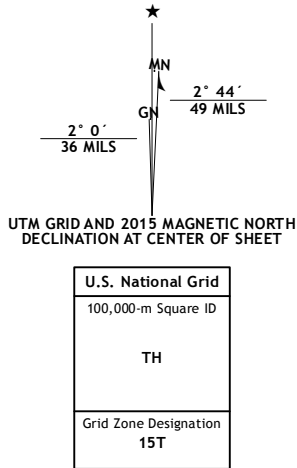 ★
MN
GN
2° 44´
49 MILS
2° 0´
36 MILS
UTM GRID AND 2015 MAGNETIC NORTH
DECLINATION AT CENTER OF SHEET
U.S. National Grid
100,000-m Square ID
TH
Grid Zone Designation
15T